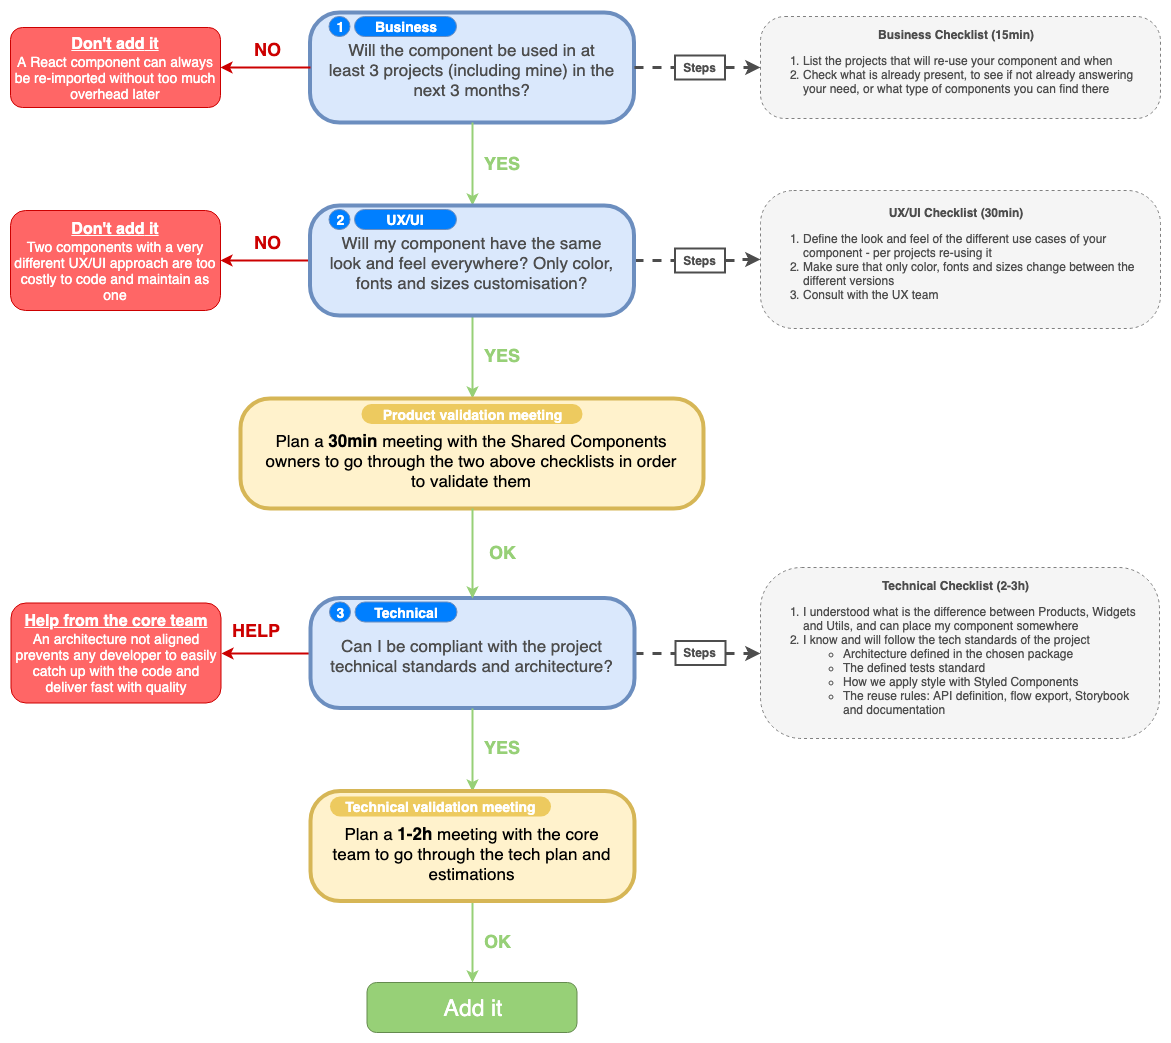 1 Business
Will the component be used in at
least 3 projects (including mine) in the
next 3 months?
NO
Don't add it
A React component can always
be re-imported without too much
overhead later
Steps
Business Checklist (15min)
1. List the projects that will re-use your component and when
2. Check what is already present, to see if not already answering
your need, or what type of components you can find there
YES
2 UX/UI
Will my component have the same
look and feel everywhere? Only color,
fonts and sizes customisation?
NO
Don't add it
Two components with a very
different UX/UI approach are too
costly to code and maintain as
one
Steps
UX/UI Checklist (30min)
1. Define the look and feel of the different use cases of your
component - per projects re-using it
2. Make sure that only color, fonts and sizes change between the
different versions
3. Consult with the UX team
YES
Product validation meeting
Plan a 30min meeting with the Shared Components
owners to go through the two above checklists in order
to validate them
OK
3 Technical
Can I be compliant with the project
technical standards and architecture?
HELP
Help from the core team
An architecture not aligned
prevents any developer to easily
catch up with the code and
deliver fast with quality
Steps
Technical Checklist (2-3h)
1. I understood what is the difference between Products, Widgets
and Utils, and can place my component somewhere
2. I know and will follow the tech standards of the project
○ Architecture defined in the chosen package
○ The defined tests standard
○ How we apply style with Styled Components
○ The reuse rules: API definition, flow export, Storybook
and documentation
YES
Technical validation meeting
Plan a 1-2h meeting with the core
team to go through the tech plan and
estimations
OK
Add it